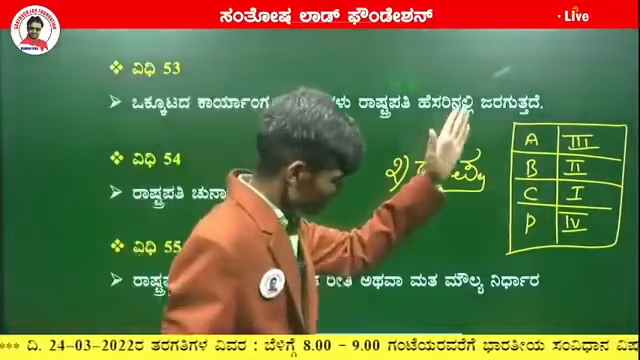 ಸಂತೋಷ ಲಾಡ್ ಫೌಂಡೇಶನ್
Live
ವಿಧಿ 53
ಒಕ್ಕೂಟದ ಕಾರ್ಯಾಂಗ ರಾಷ್ಟ್ರಪತಿ ಹೆಸರಿನಲ್ಲಿ ಜರಗುತ್ತದೆ.
ವಿಧಿ 54
ರಾಷ್ಟ್ರಪತಿ
ವಿಧಿ 55
ರೀತಿ ಅಥವಾ ಮತ ಮೌಲ್ಯ ನಿರ್ಧಾರ
A III
B II
C I
D IV
*** ದಿ. 24-03-2022ರ ತರಗತಿಗಳ ವಿವರ : ಬೆಳಿಗ್ಗೆ 8.00 - 9.00 ಗಂಟೆಯವರೆಗೆ ಭಾರತೀಯ ಸಂವಿಧಾನ